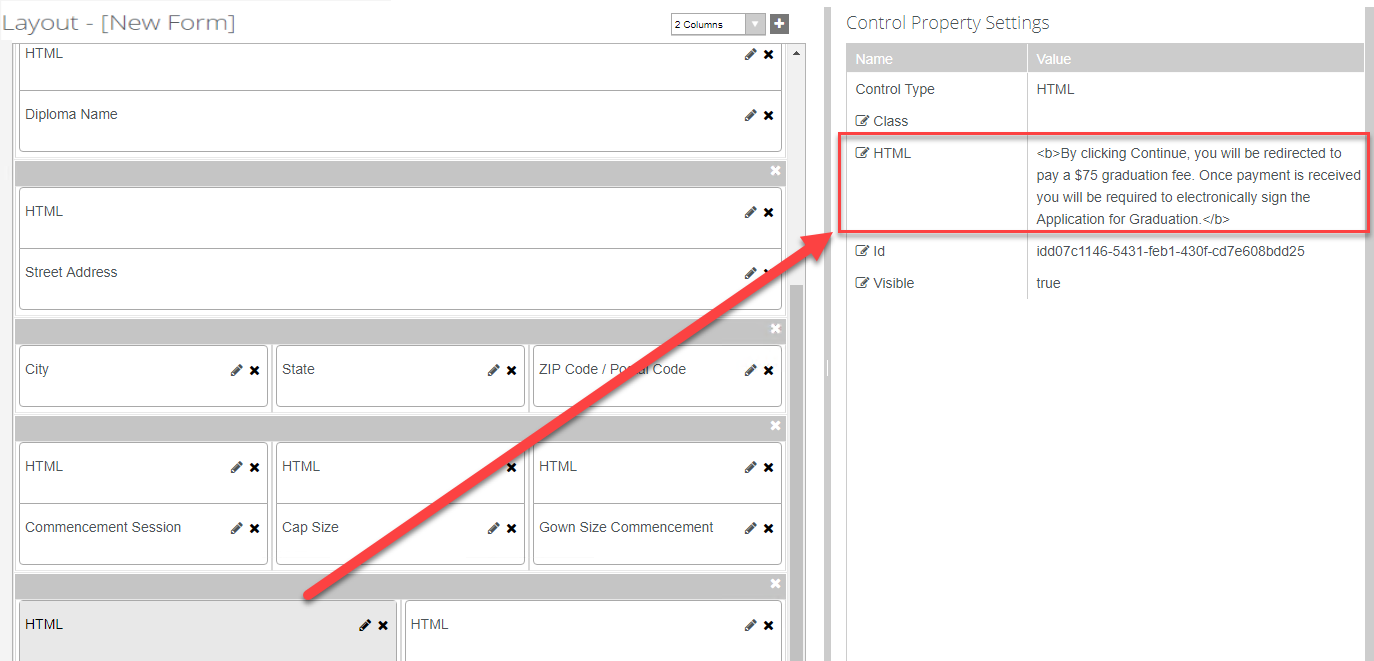 Layout - [New Form]
2 Columns
HTML
Diploma Name
HTML
Street Address
City
State
ZIP Code / Postal Code
HTML
HTML
HTML
Commencement Session
Cap Size
Gown Size Commencement
HTML
HTML
Control Property Settings
Name Value
Control Type HTML
Class
HTML <b>By clicking Continue, you will be redirected to
pay a $75 graduation fee. Once payment is received
you will be required to electronically sign the
Application for Graduation.</b>
Id idd07c1146-5431-feb1-430f-cd7e608bdd25
Visible true